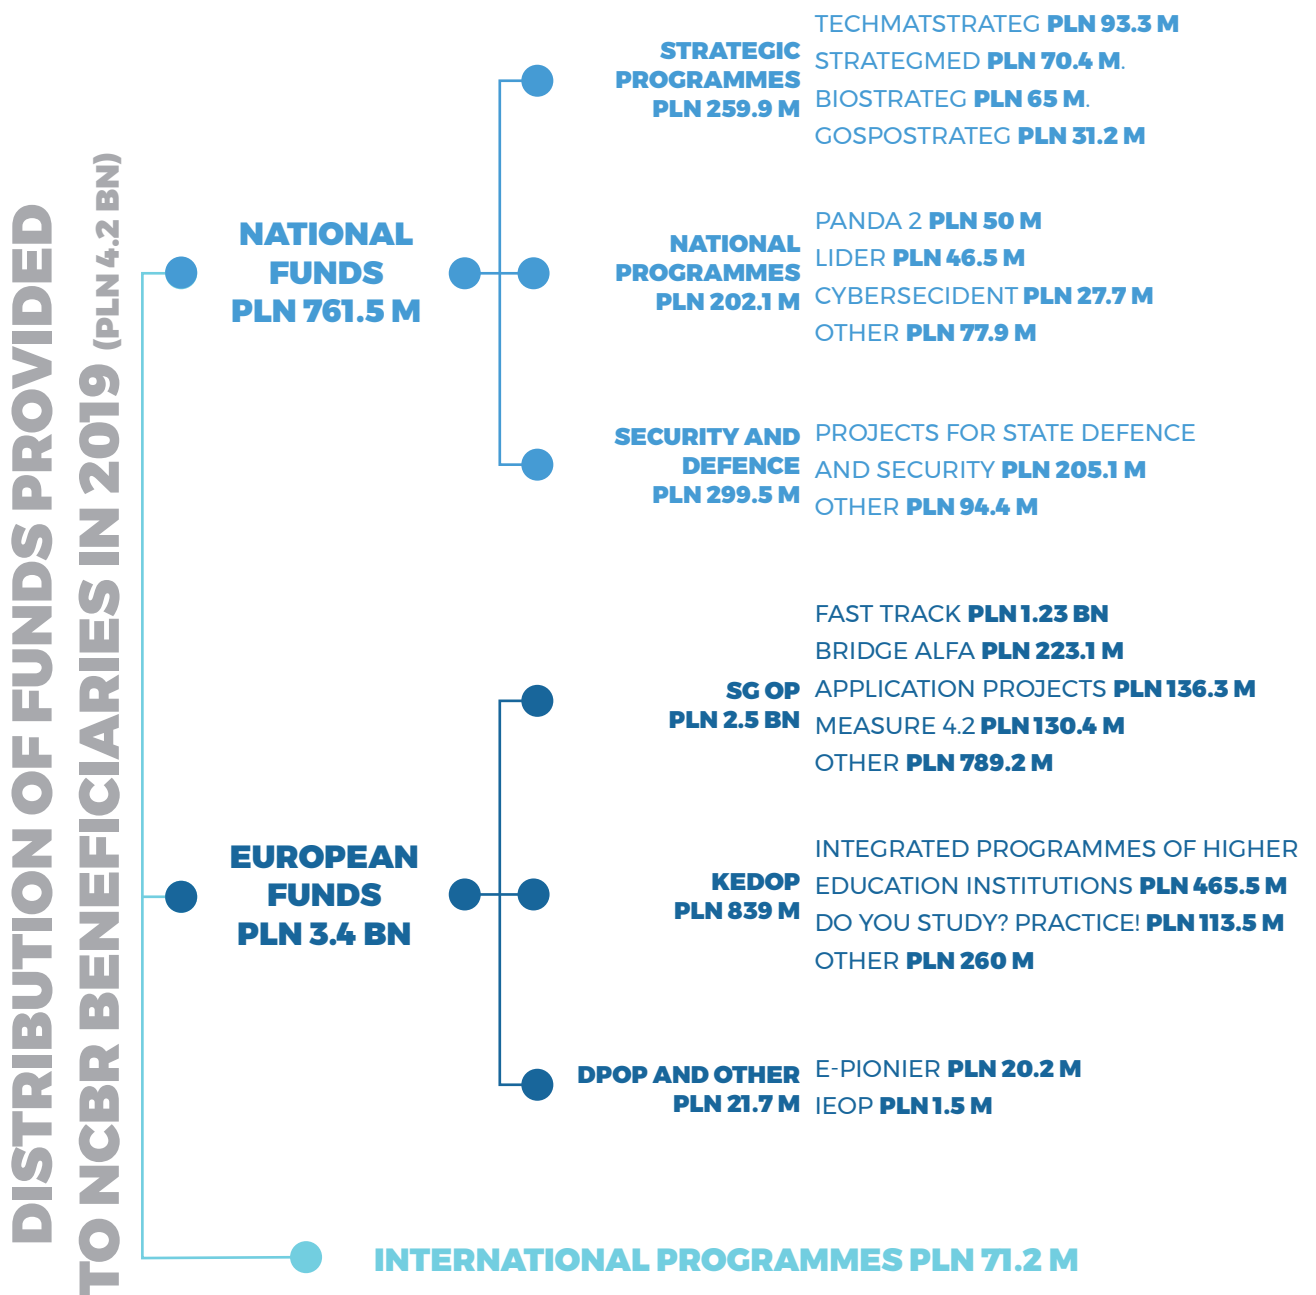 DISTRIBUTION OF FUNDS PROVIDED
TO NCBR BENEFICIARIES IN 2019 (PLN 4.2 BN)
NATIONAL
FUNDS
PLN 761.5 M
STRATEGIC
PROGRAMMES
PLN 259.9 M
TECHMATSTRATEG PLN 93.3 M
STRATEGMED PLN 70.4 M.
BIOSTRATEG PLN 65 M.
GOSPOSTRATEG PLN 31.2 M
NATIONAL
PROGRAMMES
PLN 202.1 M
PANDA 2 PLN 50 M
LIDER PLN 46.5 M
CYBERSECIDENT PLN 27.7 M
OTHER PLN 77.9 M
SECURITY AND
DEFENCE
PLN 299.5 M
PROJECTS FOR STATE DEFENCE
AND SECURITY PLN 205.1 M
OTHER PLN 94.4 M
EUROPEAN
FUNDS
PLN 3.4 BN
SG OP
PLN 2.5 BN
FAST TRACK PLN 1.23 BN
BRIDGE ALFA PLN 223.1 M
APPLICATION PROJECTS PLN 136.3 M
MEASURE 4.2 PLN 130.4 M
OTHER PLN 789.2 M
KEDOP
PLN 839 M
INTEGRATED PROGRAMMES OF HIGHER
EDUCATION INSTITUTIONS PLN 465.5 M
DO YOU STUDY? PRACTICE! PLN 113.5 M
OTHER PLN 260 M
DPOP AND OTHER
PLN 21.7 M
E-PIONIER PLN 20.2 M
IEOP PLN 1.5 M
INTERNATIONAL PROGRAMMES PLN 71.2 M